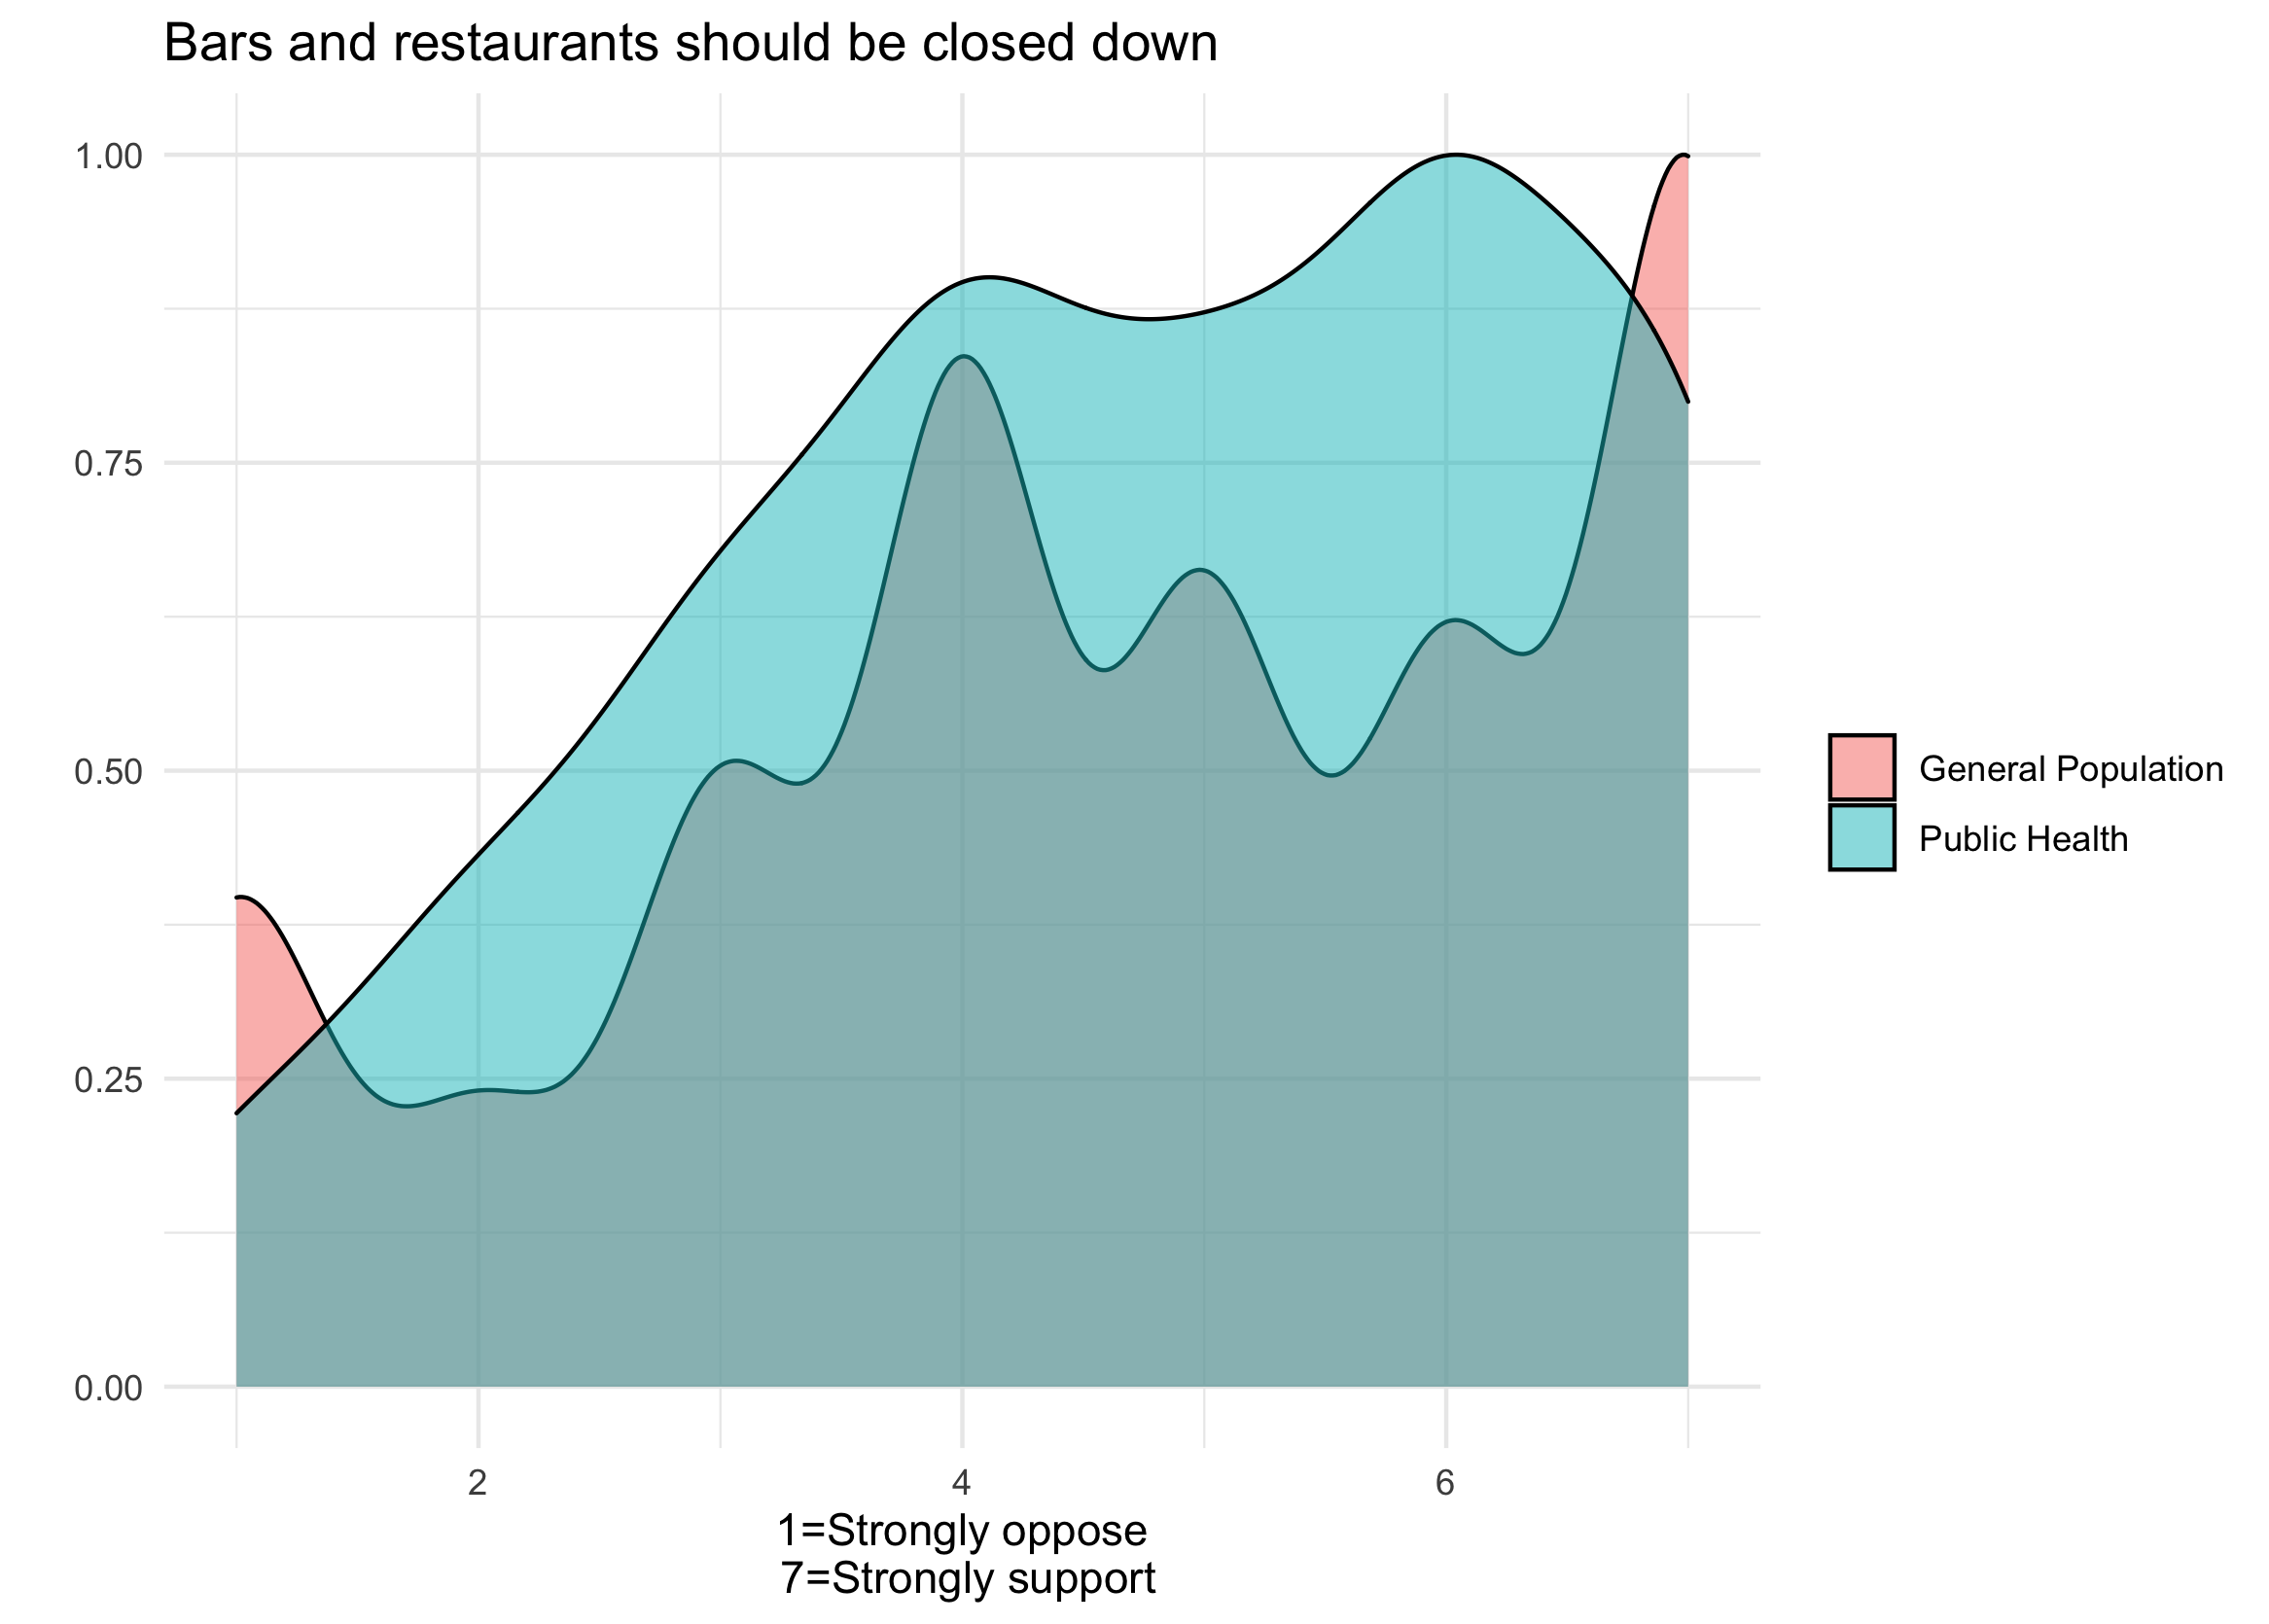 Bars and restaurants should be closed down
1.00
0.75
0.50
0.25
0.00
2
4
6
1=Strongly oppose
7=Strongly support
General Population
Public Health